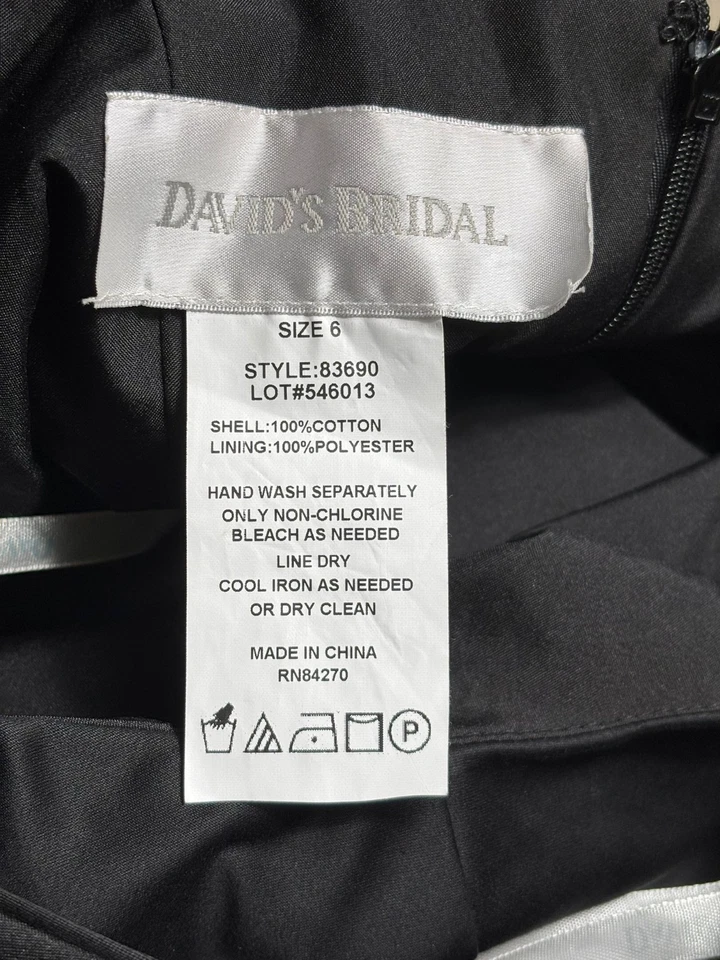 DAVID'S BRIDAL
SIZE 6
STYLE:83690
LOT#546013
SHELL:100%COTTON
LINING:100%POLYESTER
HAND WASH SEPARATELY
ONLY NON-CHLORINE
BLEACH AS NEEDED
LINE DRY
COOL IRON AS NEEDED
OR DRY CLEAN
MADE IN CHINA
RN84270
P